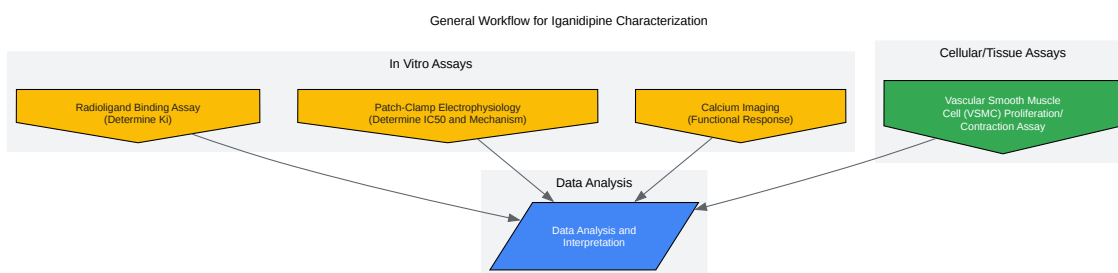 General Workflow for Iganidipine Characterization
In Vitro Assays
Cellular/Tissue Assays
Radioligand Binding Assay
(Determine Ki)
Patch-Clamp Electrophysiology
(Determine IC50 and Mechanism)
Calcium Imaging
(Functional Response)
Vascular Smooth Muscle
Cell (VSMC) Proliferation/
Contraction Assay
Data Analysis
Data Analysis and
Interpretation